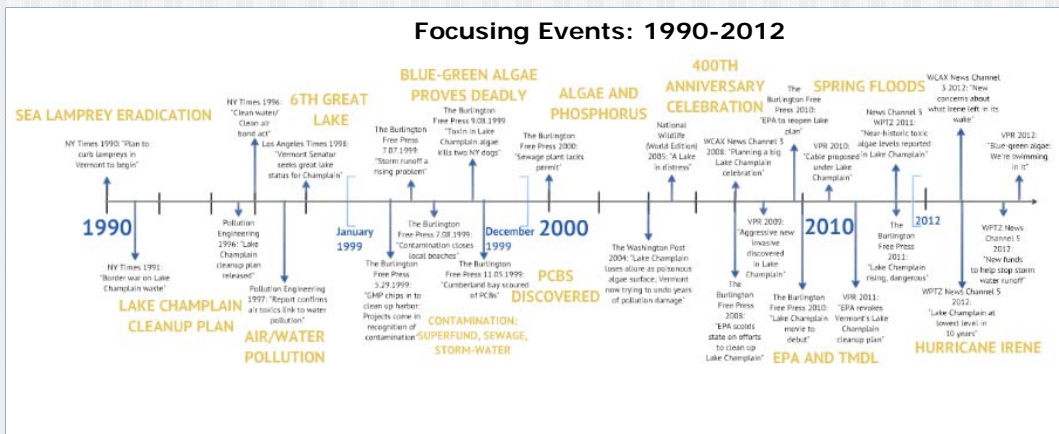 Focusing Events: 1990-2012
SEA LAMPREY ERADICATION
NY Times 1990: "Plan to
carb lampreys in
Vermont to begin"
NY Times 1996:
"Clean water/
Clean air
bond act"
6TH GREAT
LAKE
Los Angeles Times 1998:
"Vermont Senator
seeks great lake
status for Champlain"
The Burlington
Free Press
7.07.1999:
"Storm runoff a
rising problem"
BLUE-GREEN ALGAE
PROVES DEADLY
The Burlington
Free Press 9.08.1999
"Toxin in Lake
Champlain algae
kills two NY dogs"
The Burlington
Free Press 2000:
"Sewage plant lacks
permit"
ALGAE AND
PHOSPHORUS
National
Wildlife
(World Edition)
2005: "A Lake
in distress"
400TH
ANNIVERSARY
CELEBRATION
WCAX News Channel 3
2008: "Planning a big
Lake Champlain
celebration"
The
Burlington
Free Press
2010:
"EPA to reopen lake
plan"
SPRING FLOODS
VPR 2010:
"Cable proposed
under Lake
Champlain"
News Channel 5
WPTZ 2011:
"Near-historic toxic
algae levels reported
in Lake Champlain"
WCAX News Channel
3 2012: "New
concerns about
what Irene left in its
wake"
VPR 2012:
"Blue-green algae:
We're swimming
in it"
1990
January
1999
December
1999
2000
2010
2012
NY Times 1991:
"Border war on Lake
Champlain waste"
LAKE CHAMPLAIN
CLEANUP PLAN
Pollution
Engineering
1996: "Lake
Champlain
cleanup plan
released"
Pollution Engineering
1997: "Report confirms
air toxics link to water
pollution"
AIR/WATER
POLLUTION
The Burlington
Free Press
5.29.1999:
"GMP chips in to
clean up harbor:
Projects come in
recognition of
contamination"
The Burlington
Free Press 7.08.1999:
"Contamination closes
local beaches"
CONTAMINATION:
SUPERFUND, SEWAGE,
STORM-WATER
The Burlington
Free Press 11.05.1999:
"Cumberland bay scoured
of PCBs"
PCBS
DISCOVERED
The Washington Post
2004: "Lake Champlain
loses allure as poisonous
algae surface; Vermont
now trying to undo years
of pollution damage"
The
Burlington
Free Press
2008:
"EPA scolds
state on efforts
to clean up
Lake Champlain"
VPR 2009:
"Aggressive new
invasive
discovered
in Lake
Champlain"
The Burlington
Free Press 2010:
"Lake Champlain
movie to
debut"
EPA AND TMDL
VPR 2011:
"EPA revokes
Vermont's Lake
Champlain
cleanup plan"
The
Burlington
Free Press
2011:
"Lake Champlain
rising, dangerous"
WPTZ News Channel 5
2012:
"Lake Champlain at
lowest level in
10 years"
WPTZ News
Channel 5
2012:
"New funds
to help stop storm
water runoff"
HURRICANE IRENE